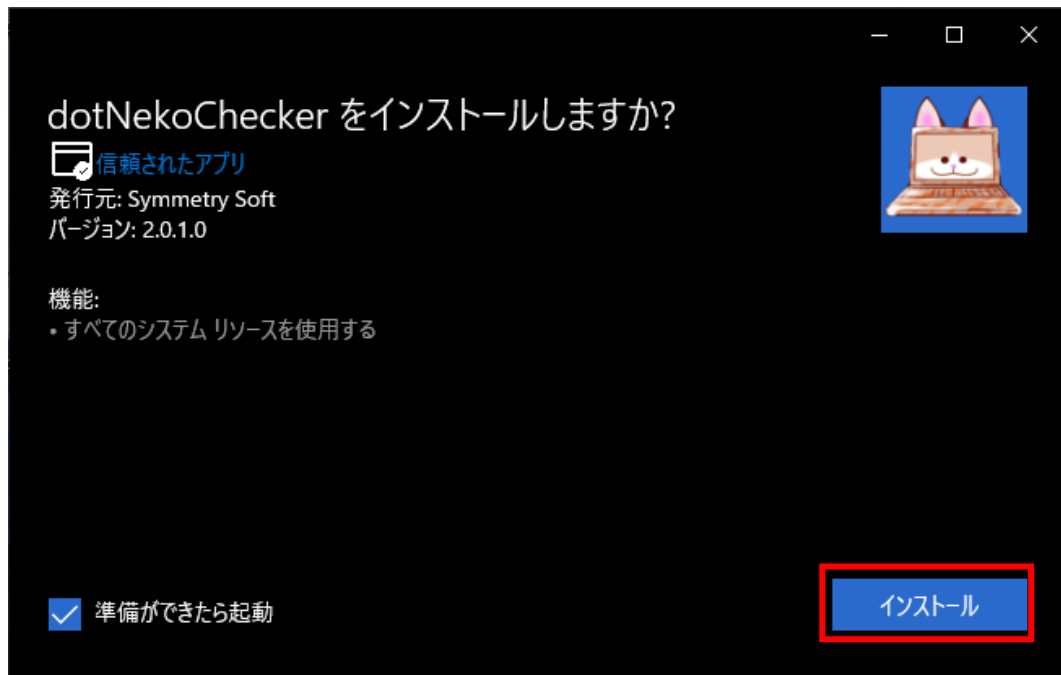 dotNekoChecker をインストールしますか?
信頼されたアプリ
発行元: Symmetry Soft
バージョン: 2.0.1.0
機能:
• すべてのシステム リソースを使用する
準備ができたら起動
インストール